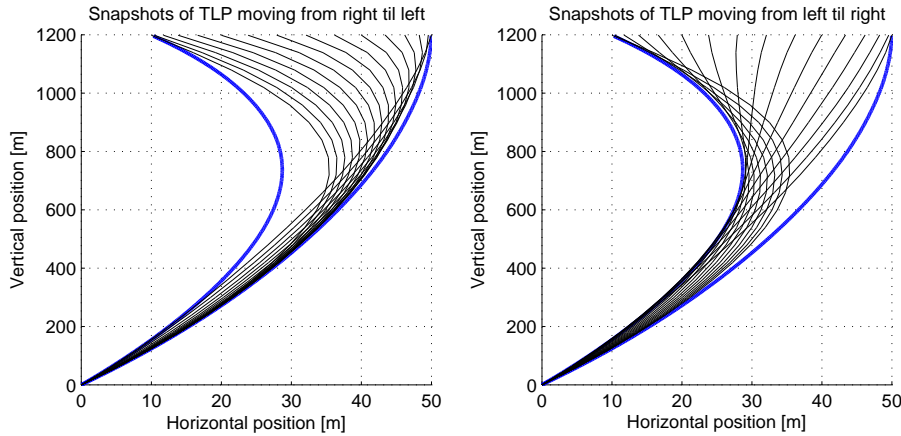 Snapshots of TLP moving from right til left
1200
1000
800
600
400
200
0
Vertical position [m]
0 10 20 30 40 50
Horizontal position [m]
Snapshots of TLP moving from left til right
1200
1000
800
600
400
200
0
Vertical position [m]
0 10 20 30 40 50
Horizontal position [m]